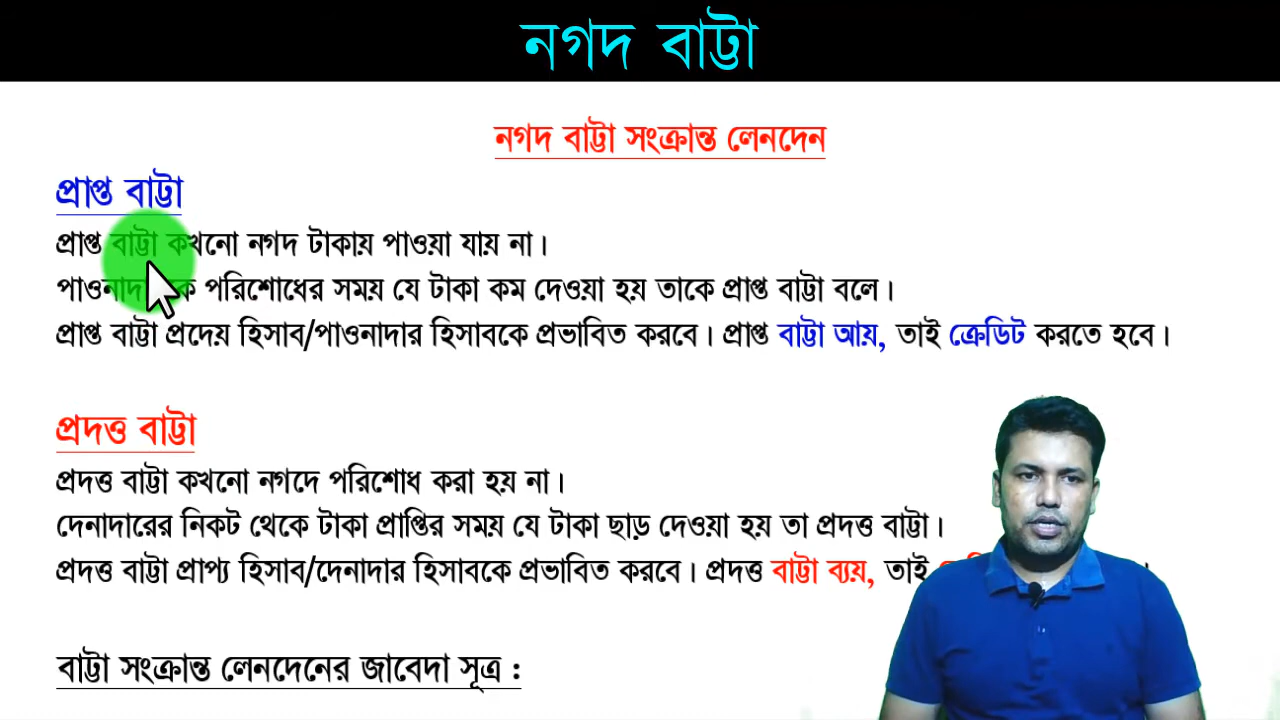 নগদ বাট্টা
নগদ বাট্টা সংক্রান্ত লেনদেন
প্রাপ্ত বাট্টা
প্রাপ্ত বাট্টা কখনো নগদ টাকায় পাওয়া যায় না।
পরিশোধের সময় যে টাকা কম দেওয়া হয় তাকে প্রাপ্ত বাট্টা বলে।
প্রাপ্ত বাট্টা প্রদেয় হিসাব/পাওনাদার হিসাবকে প্রভাবিত করবে। প্রাপ্ত বাট্টা আয়, তাই ক্রেডিট করতে হবে।
প্রদত্ত বাট্টা
প্রদত্ত বাট্টা কখনো নগদে পরিশোধ করা হয় না।
দেনাদারের নিকট থেকে টাকা প্রাপ্তির সময় যে টাকা ছাড় দেওয়া হয় তা প্রদত্ত বাট্টা।
প্রদত্ত বাট্টা প্রাপ্য হিসাব/দেনাদার হিসাবকে প্রভাবিত করবে। প্রদত্ত বাট্টা ব্যয়, তাই
বাট্টা সংক্রান্ত লেনদেনের জাবেদা সূত্র :